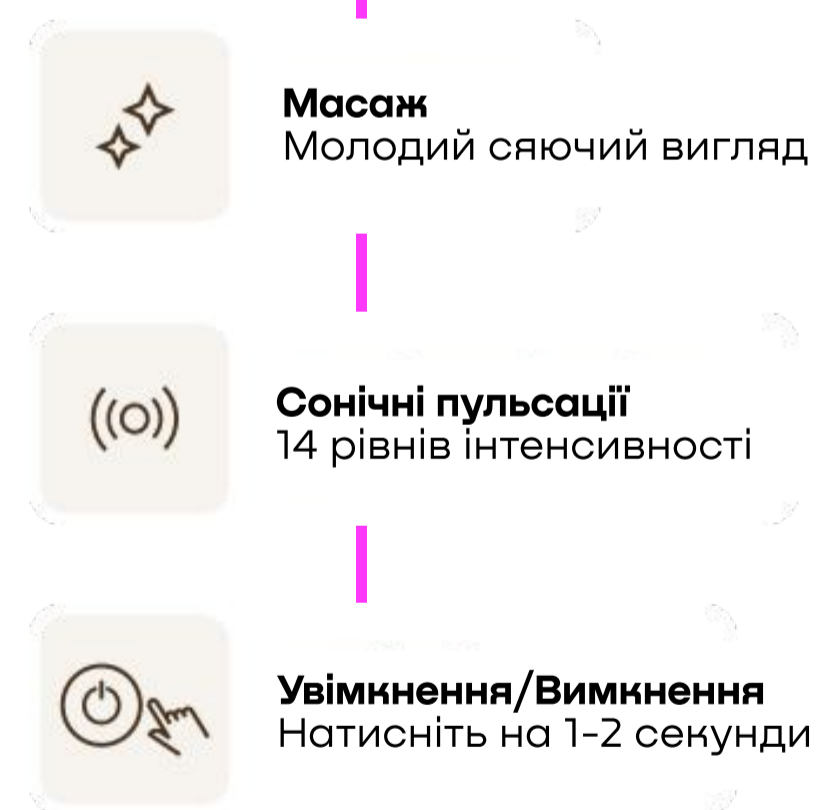 Масаж
Молодий сяючий вигляд
Сонічні пульсації
14 рівнів інтенсивності
Увімкнення/Вимкнення
Натисніть на 1-2 секунди